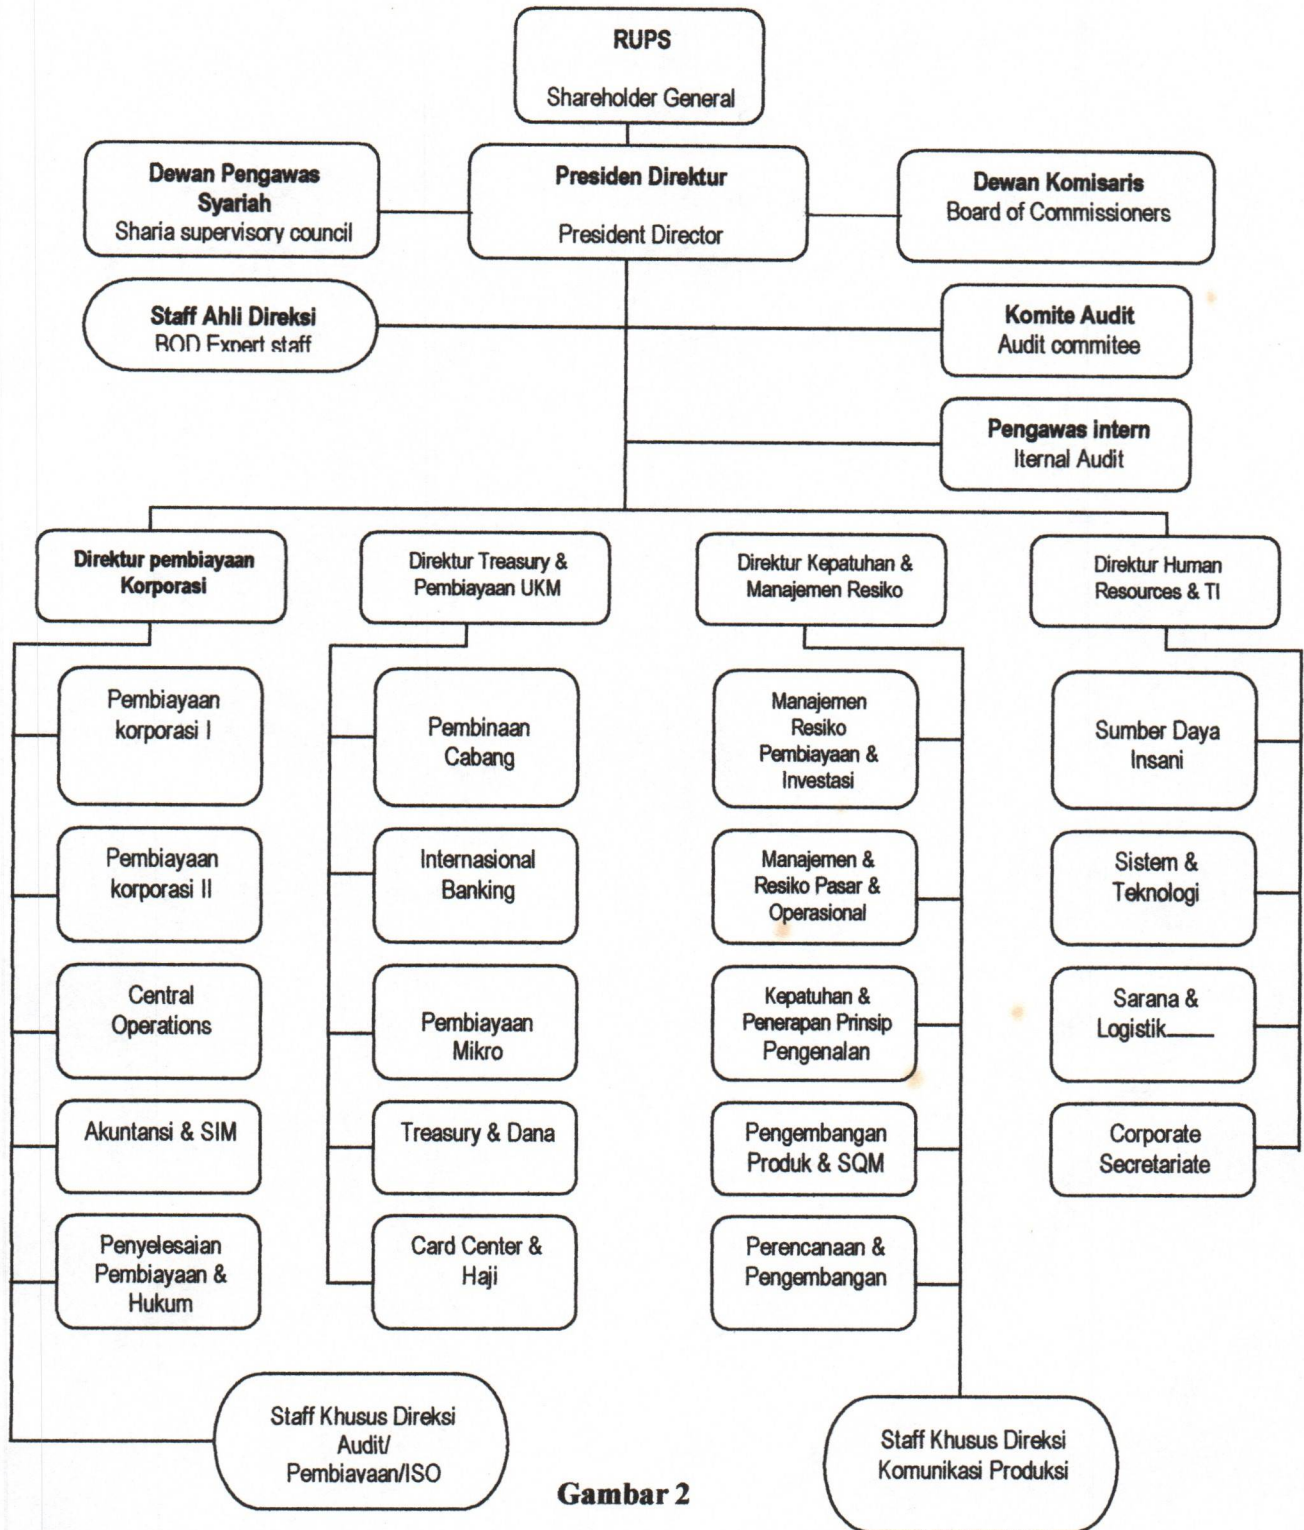 RUPS
Shareholder General
Dewan Pengawas
Syariah
Sharia supervisory council
Presiden Direktur
President Director
Dewan Komisaris
Board of Commissioners
Staff Ahli Direksi
BOD Expert staff
Komite Audit
Audit commitee
Pengawas intern
Iternal Audit
Direktur pembiayaan
Korporasi
Direktur Treasury &
Pembiayaan UKM
Direktur Kepatuhan &
Manajemen Resiko
Direktur Human
Resources & TI
Pembiayaan
korporasi I
Pembiayaan
korporasi II
Central
Operations
Akuntansi & SIM
Penyelesaian
Pembiayaan &
Hukum
Staff Khusus Direksi
Audit/
Pembiayaan/ISO
Pembinaan
Cabang
Internasional
Banking
Pembiayaan
Mikro
Treasury & Dana
Card Center &
Haji
Manajemen
Resiko
Pembiayaan &
Investasi
Manajemen &
Resiko Pasar &
Operasional
Kepatuhan &
Penerapan Prinsip
Pengenalan
Pengembangan
Produk & SQM
Perencanaan &
Pengembangan
Staff Khusus Direksi
Komunikasi Produksi
Sumber Daya
Insani
Sistem &
Teknologi
Sarana &
Logistik
Corporate
Secretariate
Gambar 2